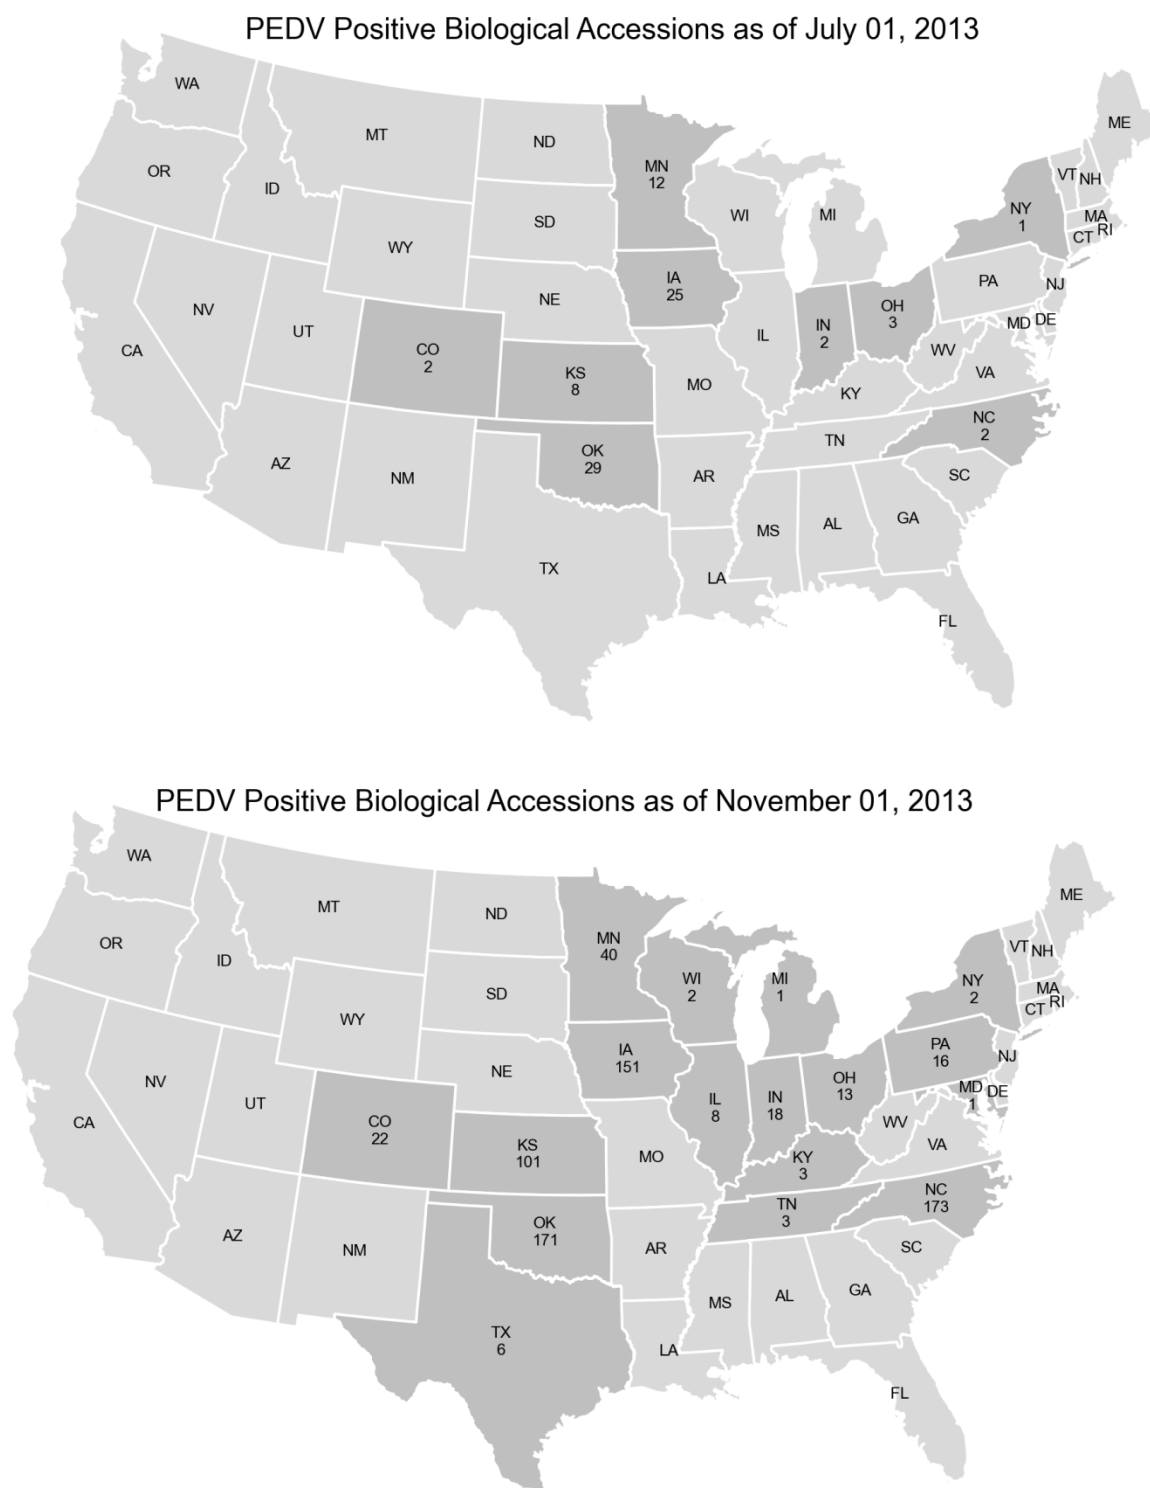 PEDV Positive Biological Accessions as of July 01, 2013
WA
MT
ND
MN
12
ME
OR
ID
SD
WI
MI
VT
NH
NY
1
MA
RI
CT
WY
IA
25
NE
PA
NJ
OH
3
IN
2
MD
DE
NV
UT
CO
2
IL
WV
CA
KS
8
MO
VA
KY
NC
2
TN
OK
29
AZ
NM
AR
SC
MS
AL
GA
TX
LA
FL
PEDV Positive Biological Accessions as of November 01, 2013
WA
MT
ND
MN
40
ME
OR
ID
SD
WI
2
MI
1
VT
NH
NY
2
MA
RI
CT
WY
IA
151
NE
PA
16
NJ
OH
13
IN
18
MD
1
DE
NV
UT
CO
22
IL
8
WV
CA
KS
101
MO
VA
KY
3
NC
173
TN
3
OK
171
AZ
NM
AR
SC
MS
AL
GA
TX
6
LA
FL